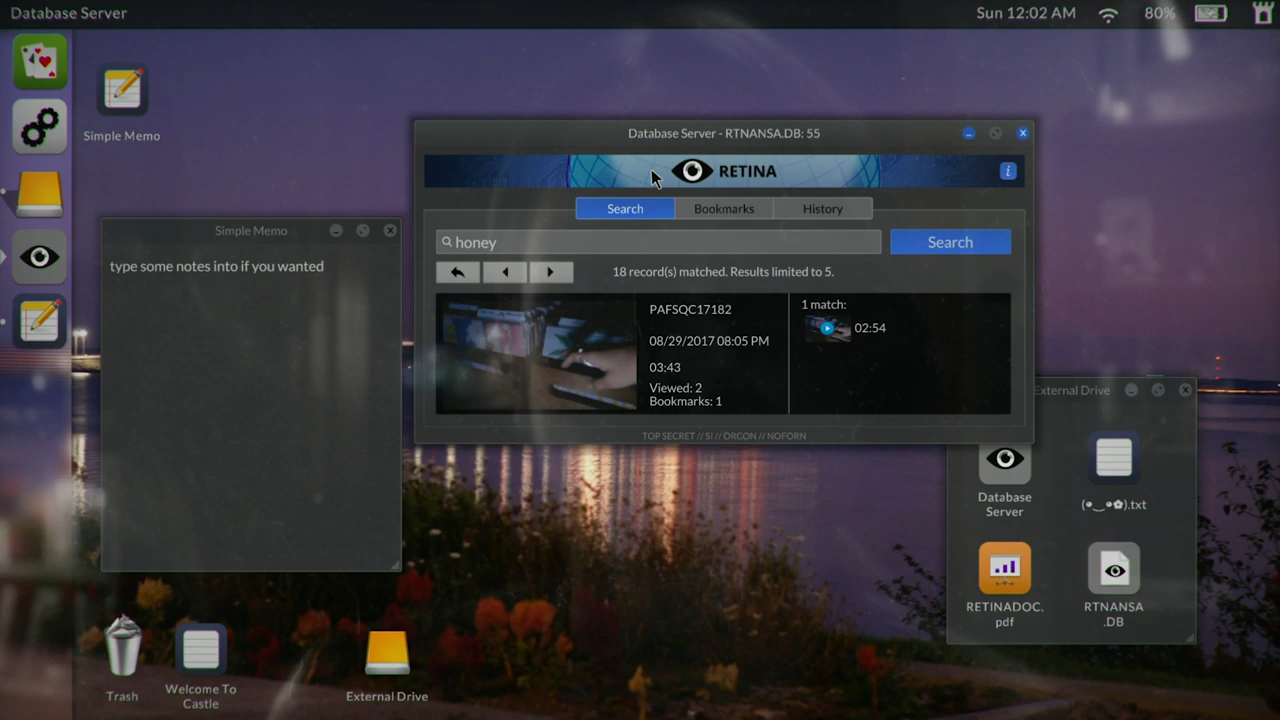 Database Server
Sun 12:02 AM
80%
Simple Memo
Simple Memo
type some notes into if you wanted
Database Server - RTNANSA.DB: 55
RETINA
i
Search
Bookmarks
History
honey
Search
18 record(s) matched. Results limited to 5.
PAFSQC17182
08/29/2017 08:05 PM
03:43
Viewed: 2
Bookmarks: 1
1 match:
02:54
TOP SECRET // SI // ORCON // NOFORN
External Drive
Database
Server
(•‿•✿).txt
RETINADOC.
pdf
RTNANSA
.DB
Trash
Welcome To
Castle
External Drive